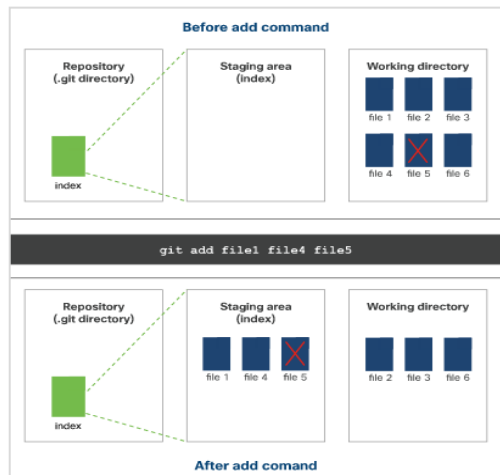 Before add command
Repository
(.git directory)
index
Staging area
(index)
Working directory
file 1 file 2 file 3
file 4 file 5 file 6
git add file1 file4 file5
Repository
(.git directory)
index
Staging area
(index)
file 1 file 4 file 5
Working directory
file 2 file 3 file 6
After add comand